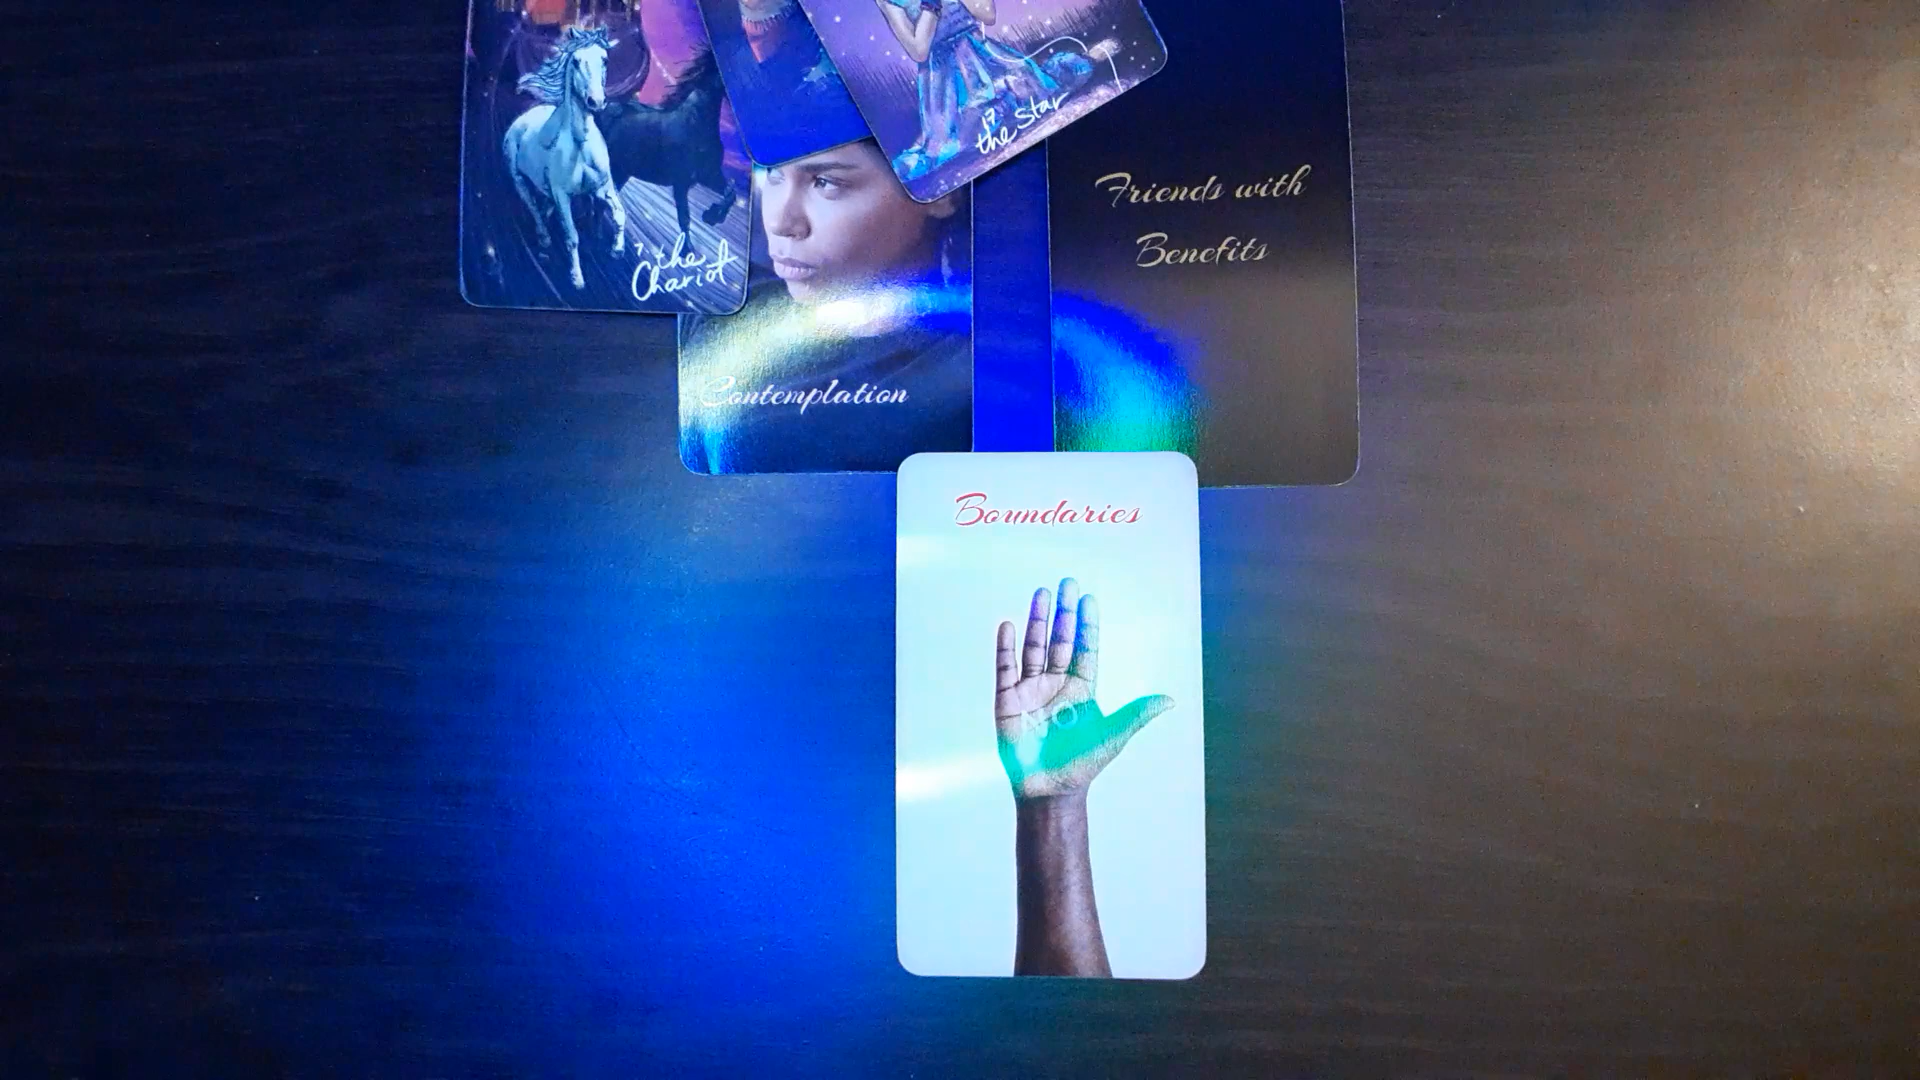 17
the Star
Friends with
Benefits
7 the
Chariot
Contemplation
Boundaries
NO